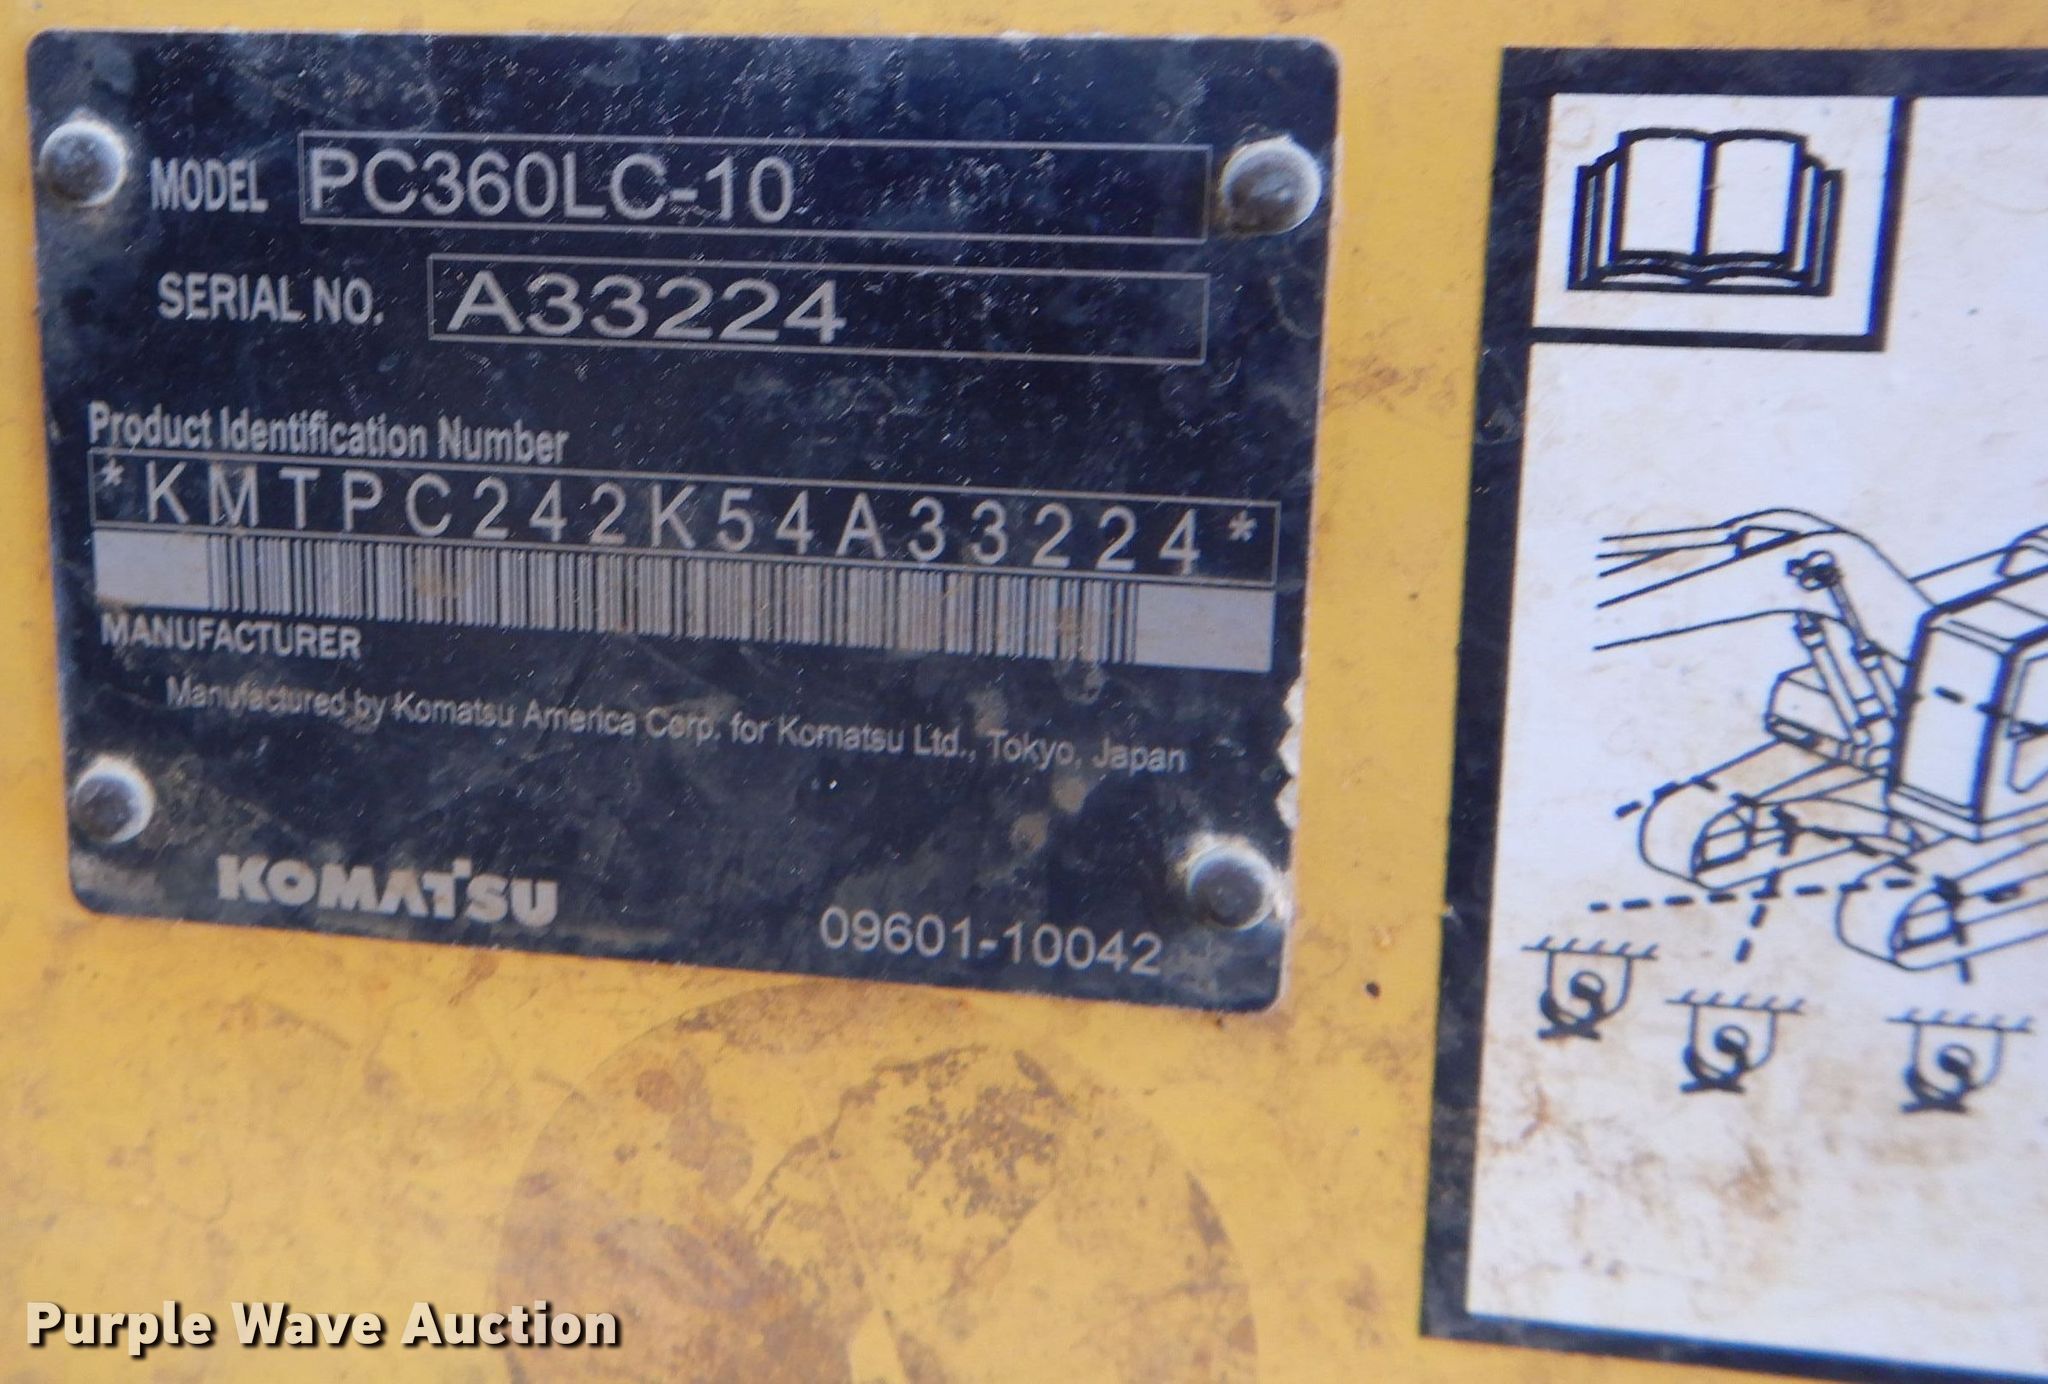 MODEL PC360LC-10
SERIAL NO. A33224
Product Identification Number
*KMTPC242K54A33224*
MANUFACTURER
Manufactured by Komatsu America Corp. for Komatsu Ltd., Tokyo, Japan
KOMATSU 09601-10042
Purple Wave Auction